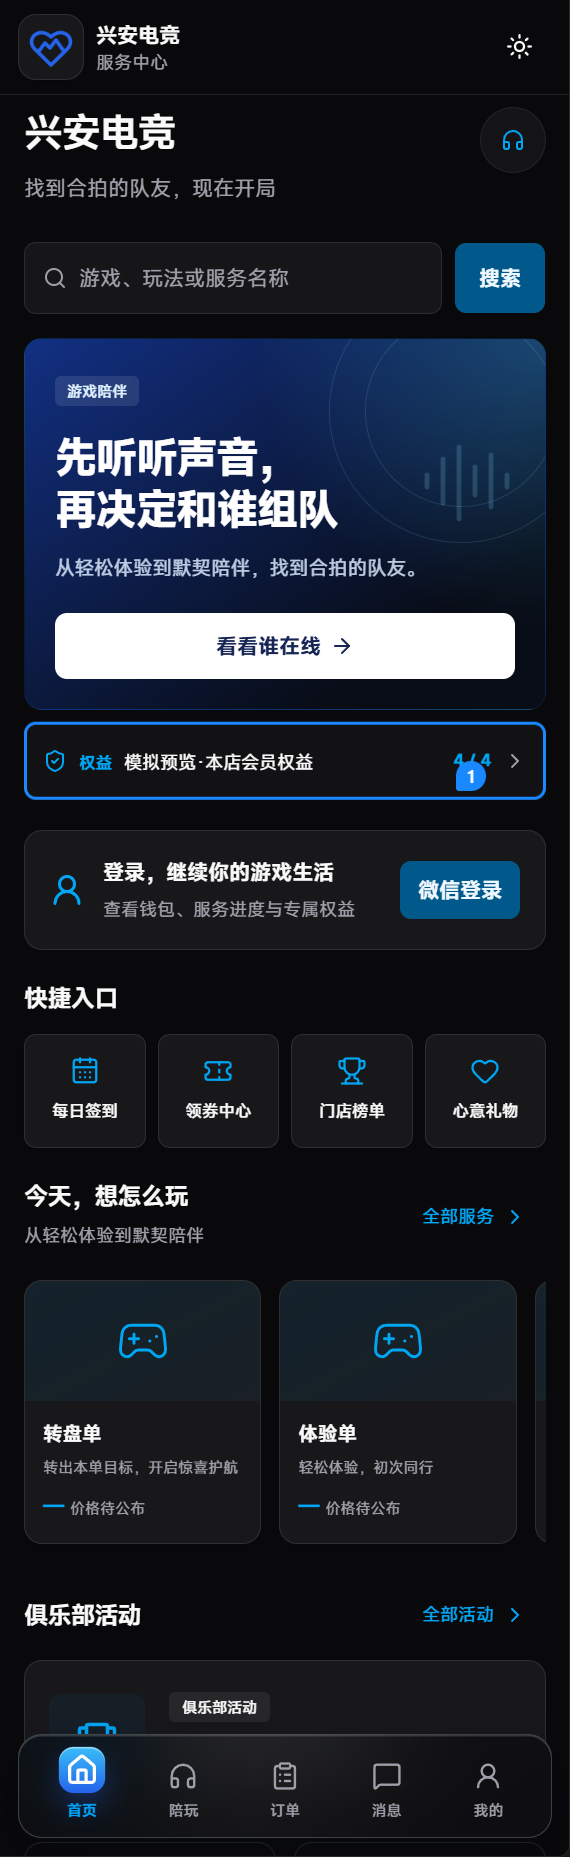 兴安电竞
服务中心
兴安电竞
找到合拍的队友，现在开局
游戏、玩法或服务名称
搜索
游戏陪伴
先听听声音，
再决定和谁组队
从轻松体验到默契陪伴，找到合拍的队友。
看看谁在线
权益 模拟预览·本店会员权益 4 / 4
1
登录，继续你的游戏生活
查看钱包、服务进度与专属权益
微信登录
快捷入口
每日签到 领券中心 门店榜单 心意礼物
今天，想怎么玩
从轻松体验到默契陪伴
全部服务
转盘单
转出本单目标，开启惊喜护航
价格待公布
体验单
轻松体验，初次同行
价格待公布
俱乐部活动
全部活动
俱乐部活动
首页 陪玩 订单 消息 我的